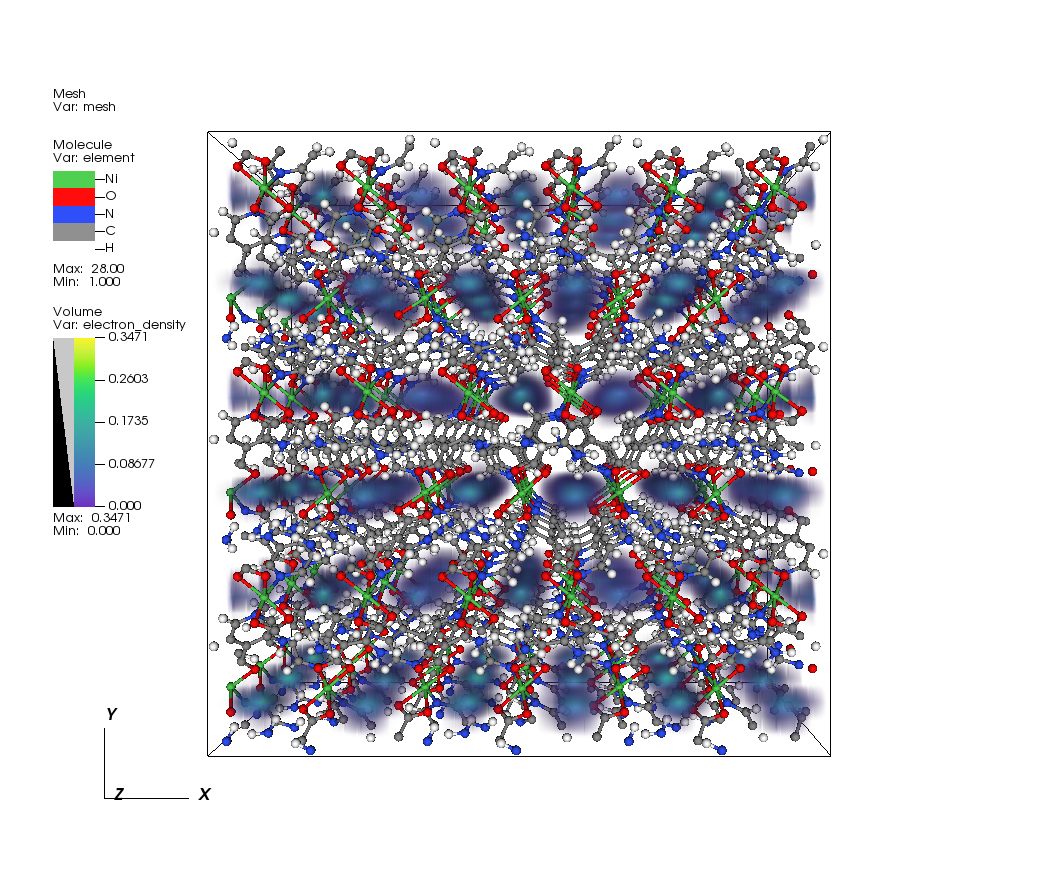 Mesh
Var: mesh
Molecule
Var: element
Ni
O
N
C
H
Max: 28.00
Min: 1.000
Volume
Var: electron_density
0.3471
0.2603
0.1735
0.08677
0.000
Max: 0.3471
Min: 0.000
Y
Z X